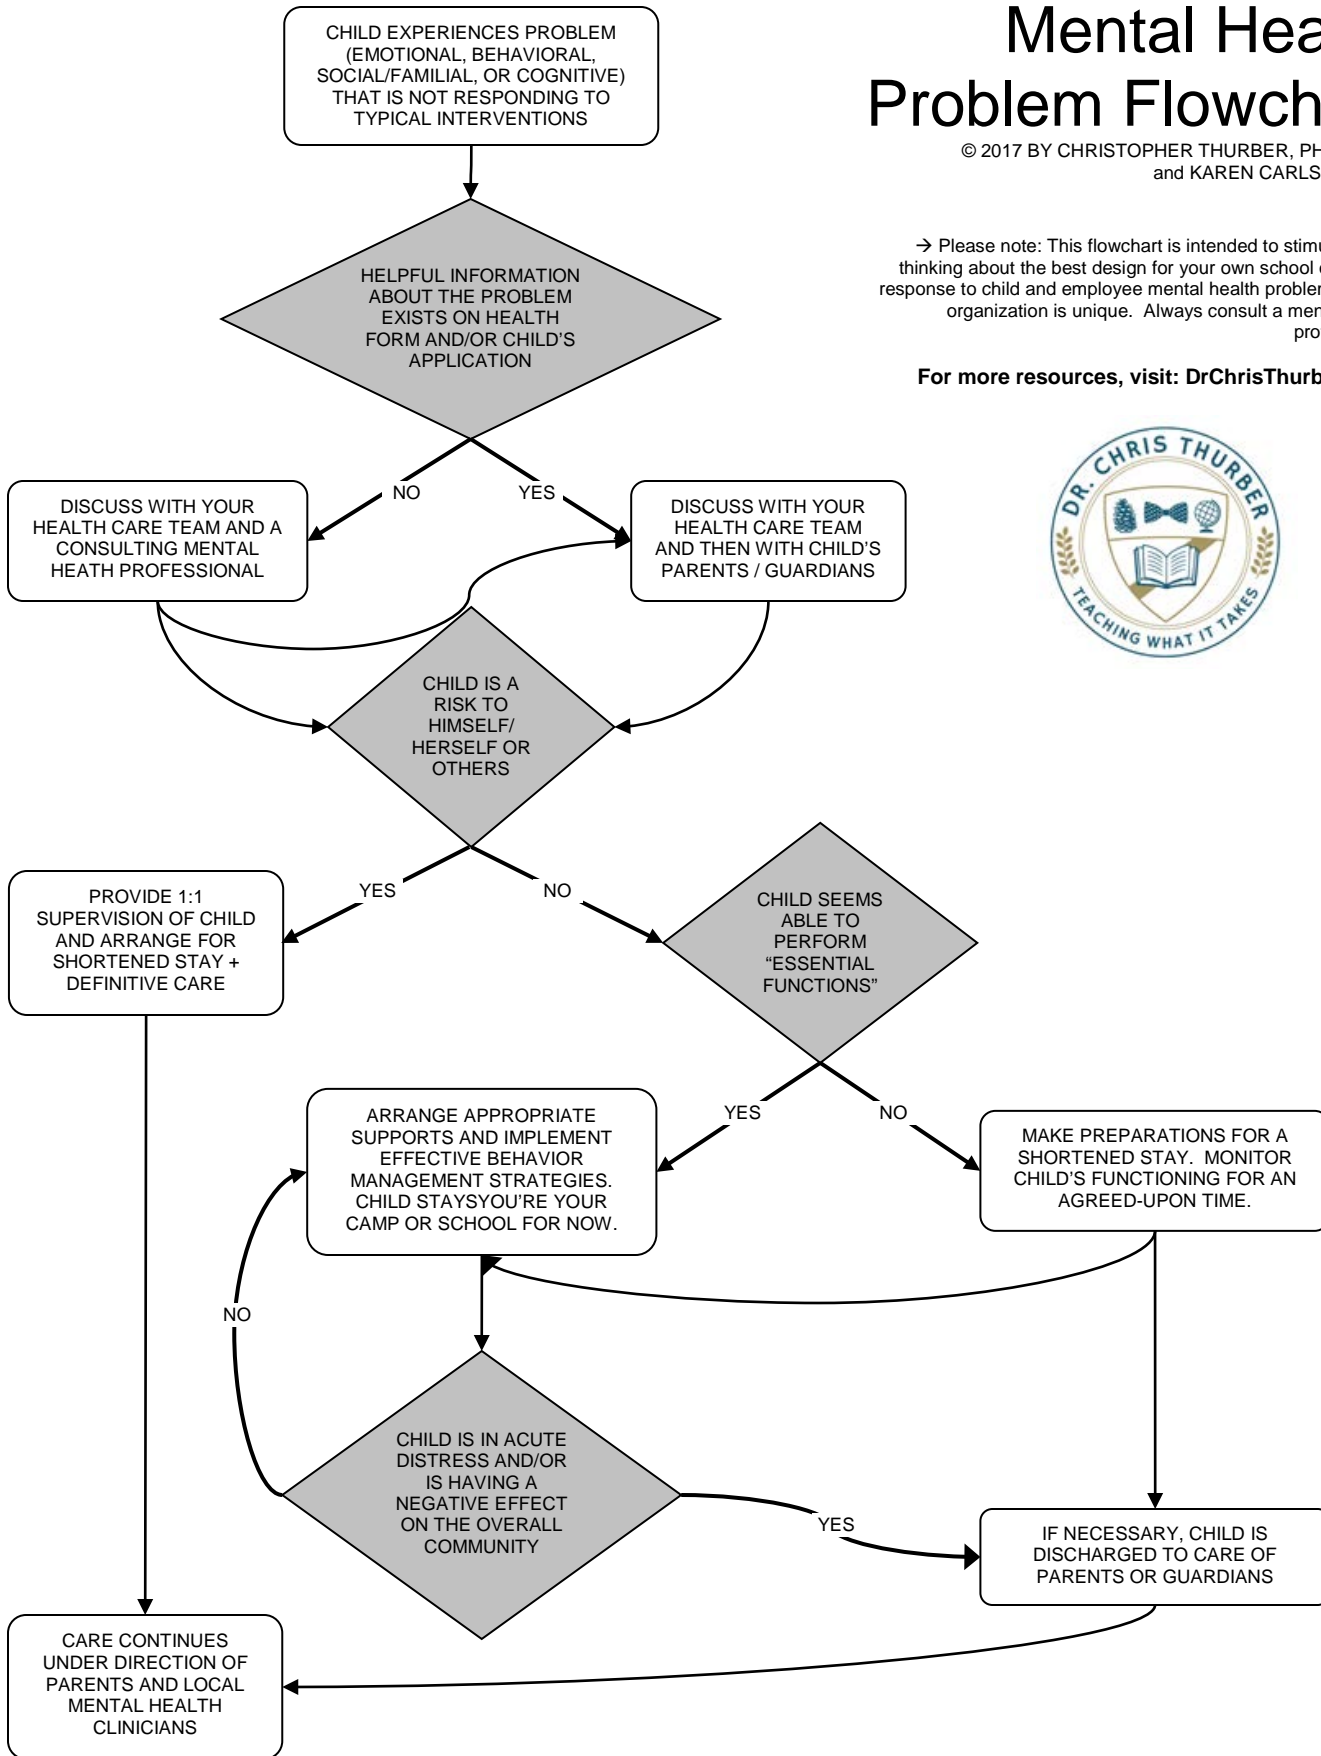 Mental Hea
Problem Flowch
© 2017 BY CHRISTOPHER THURBER, PH
and KAREN CARLS
→ Please note: This flowchart is intended to stimu
thinking about the best design for your own school
response to child and employee mental health problem
organization is unique.  Always consult a men
pro
For more resources, visit: DrChrisThurb
DR. CHRIS THURBER
TEACHING WHAT IT TAKES
CHILD EXPERIENCES PROBLEM
(EMOTIONAL, BEHAVIORAL,
SOCIAL/FAMILIAL, OR COGNITIVE)
THAT IS NOT RESPONDING TO
TYPICAL INTERVENTIONS
HELPFUL INFORMATION
ABOUT THE PROBLEM
EXISTS ON HEALTH
FORM AND/OR CHILD'S
APPLICATION
NO
YES
DISCUSS WITH YOUR
HEALTH CARE TEAM AND A
CONSULTING MENTAL
HEATH PROFESSIONAL
DISCUSS WITH YOUR
HEALTH CARE TEAM
AND THEN WITH CHILD'S
PARENTS / GUARDIANS
CHILD IS A
RISK TO
HIMSELF/
HERSELF OR
OTHERS
YES
NO
PROVIDE 1:1
SUPERVISION OF CHILD
AND ARRANGE FOR
SHORTENED STAY +
DEFINITIVE CARE
CHILD SEEMS
ABLE TO
PERFORM
“ESSENTIAL
FUNCTIONS”
YES
NO
ARRANGE APPROPRIATE
SUPPORTS AND IMPLEMENT
EFFECTIVE BEHAVIOR
MANAGEMENT STRATEGIES.
CHILD STAYSYOU'RE YOUR
CAMP OR SCHOOL FOR NOW.
MAKE PREPARATIONS FOR A
SHORTENED STAY.  MONITOR
CHILD'S FUNCTIONING FOR AN
AGREED-UPON TIME.
NO
CHILD IS IN ACUTE
DISTRESS AND/OR
IS HAVING A
NEGATIVE EFFECT
ON THE OVERALL
COMMUNITY
YES
IF NECESSARY, CHILD IS
DISCHARGED TO CARE OF
PARENTS OR GUARDIANS
CARE CONTINUES
UNDER DIRECTION OF
PARENTS AND LOCAL
MENTAL HEALTH
CLINICIANS